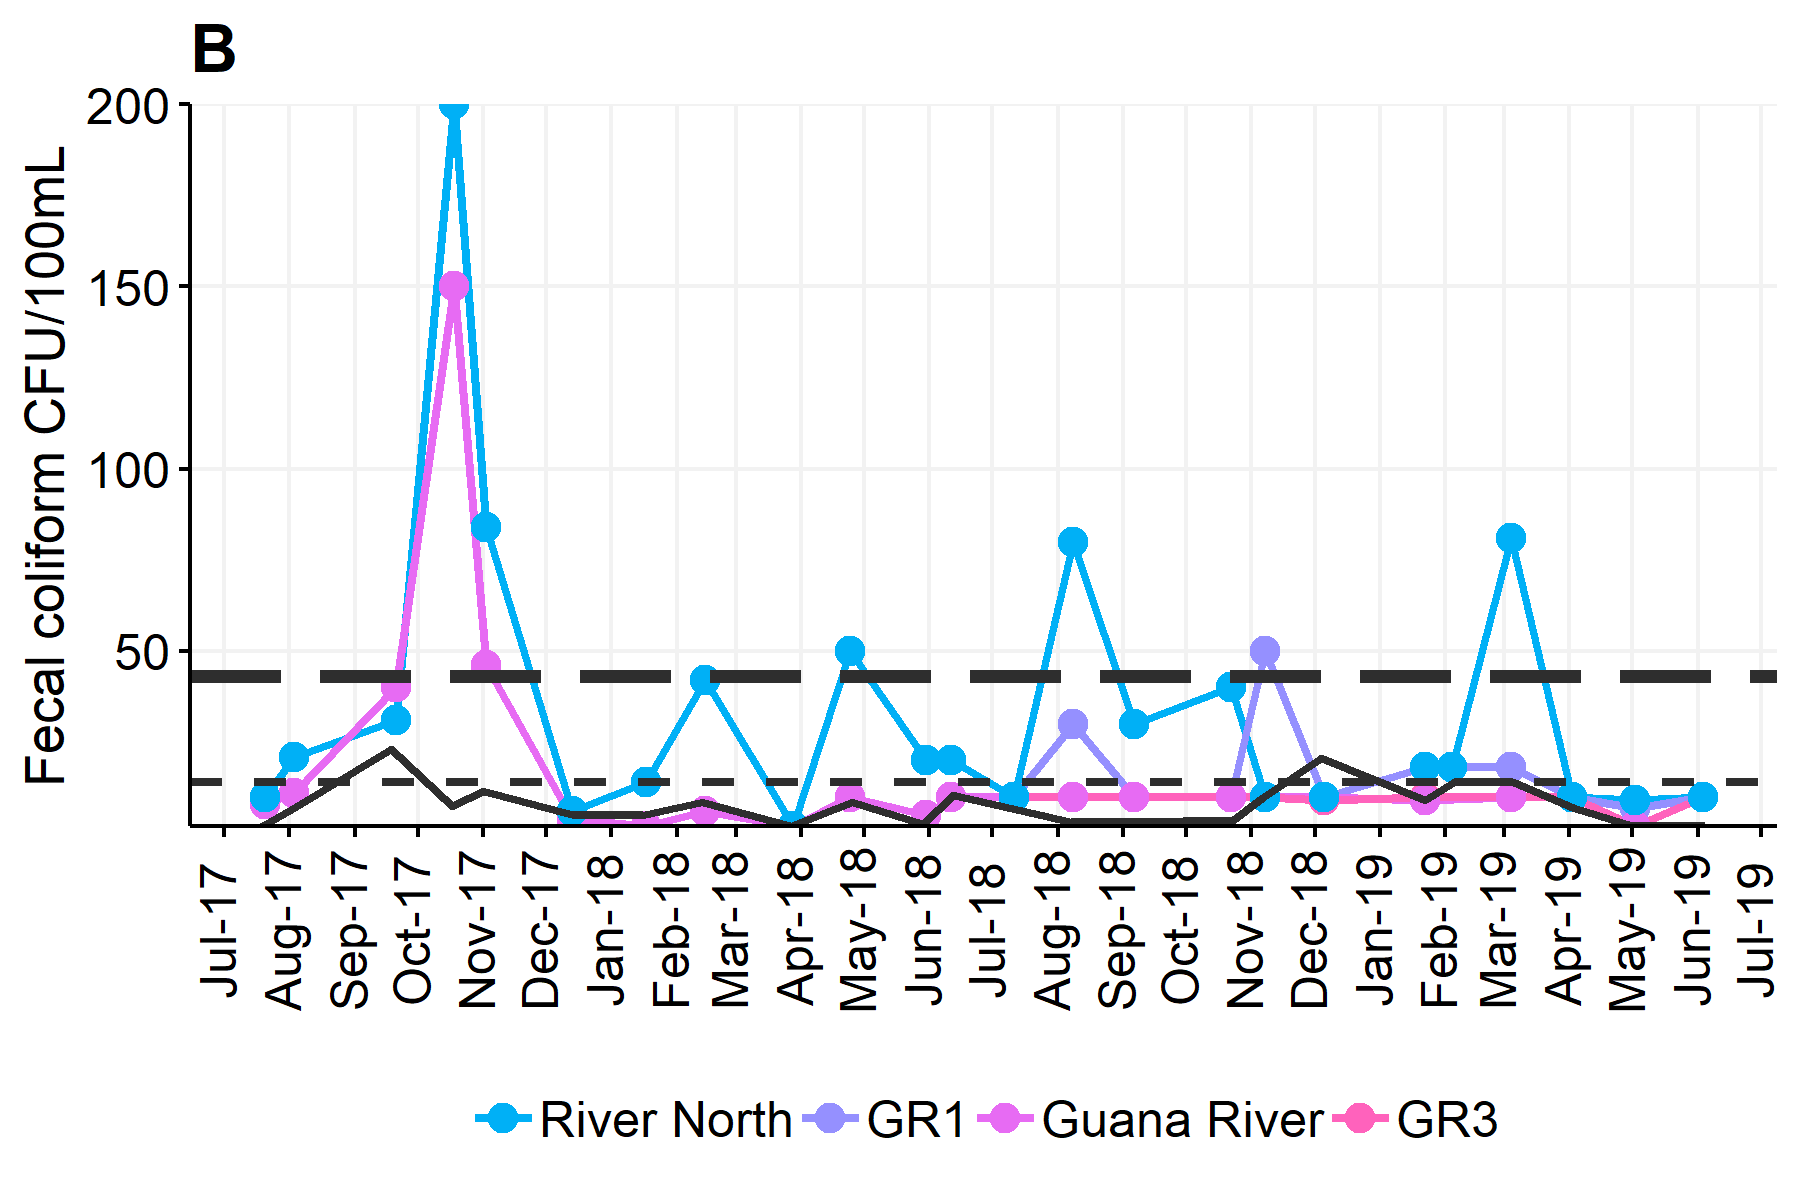 B
Fecal coliform CFU/100mL
200
150
100
50
Jul-17
Aug-17
Sep-17
Oct-17
Nov-17
Dec-17
Jan-18
Feb-18
Mar-18
Apr-18
May-18
Jun-18
Jul-18
Aug-18
Sep-18
Oct-18
Nov-18
Dec-18
Jan-19
Feb-19
Mar-19
Apr-19
May-19
Jun-19
Jul-19
River North GR1 Guana River GR3